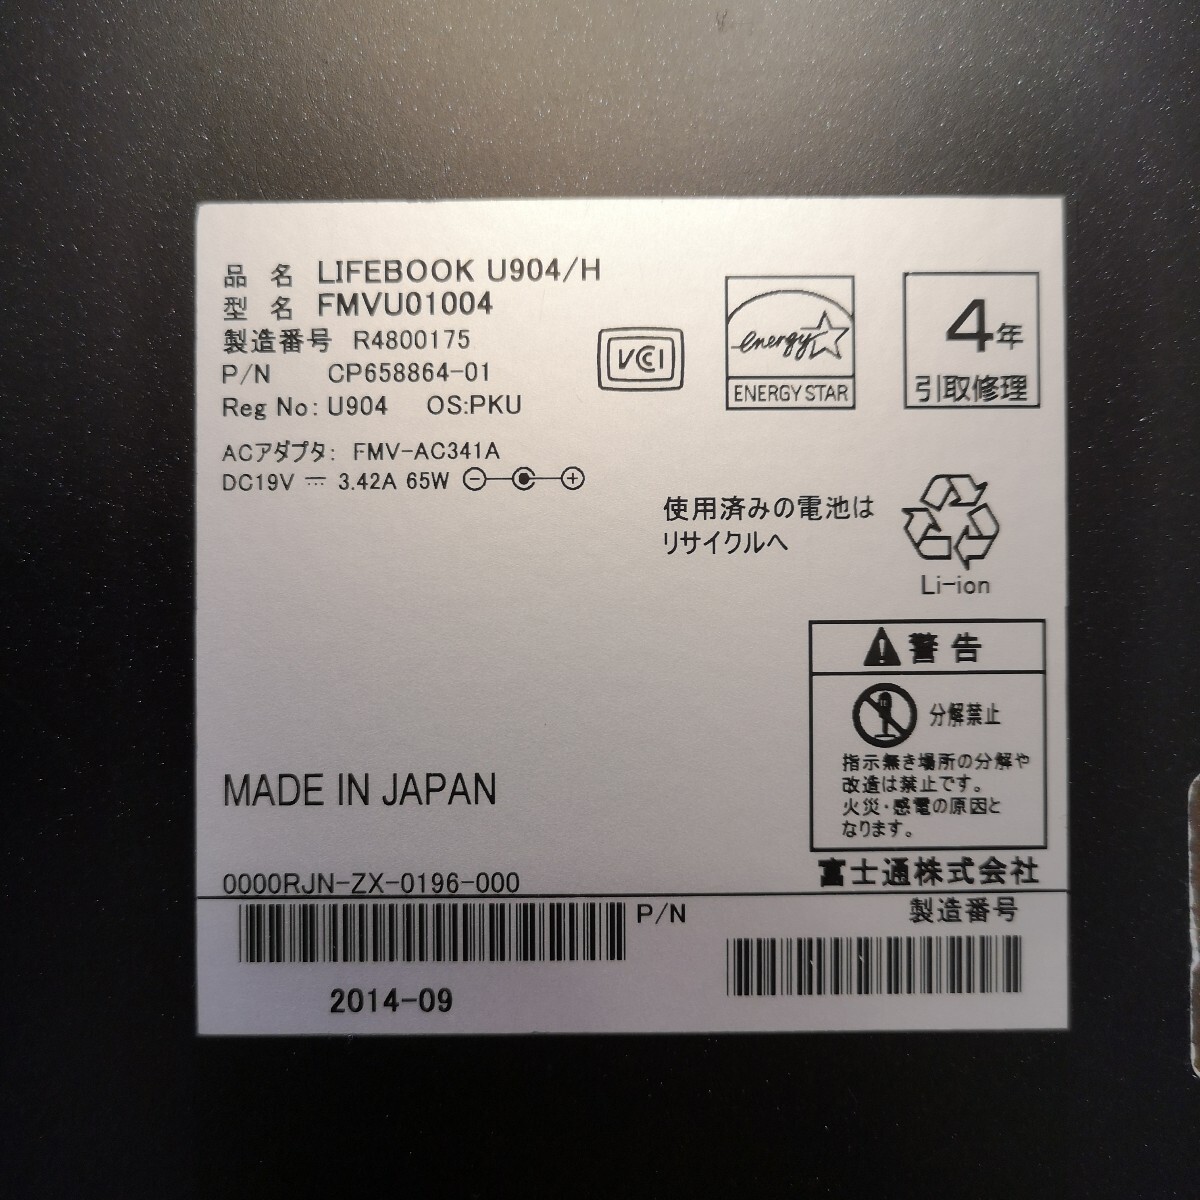 品 名 LIFEBOOK U904/H
型 名 FMVU01004
製造番号 R4800175
P/N CP658864-01
Reg No: U904 OS:PKU
ACアダプタ: FMV-AC341A
DC19V ⎓ 3.42A 65W
VCI
energy
ENERGY STAR
4年
引取修理
使用済みの電池は
リサイクルへ
Li-ion
警告
分解禁止
指示無き場所の分解や
改造は禁止です。
火災・感電の原因と
なります。
MADE IN JAPAN
富士通株式会社
0000RJN-ZX-0196-000
P/N
製造番号
2014-09